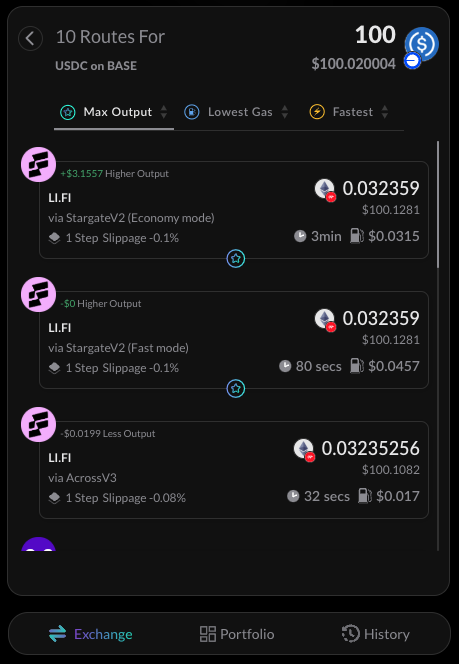 10 Routes For
100
USDC on BASE
$100.020004
Max Output
Lowest Gas
Fastest
+$3.1557 Higher Output
LI.FI
0.032359
via StargateV2 (Economy mode)
$100.1281
1 Step Slippage -0.1%
3min
$0.0315
-$0 Higher Output
LI.FI
0.032359
via StargateV2 (Fast mode)
$100.1281
1 Step Slippage -0.1%
80 secs
$0.0457
-$0.0199 Less Output
LI.FI
0.03235256
via AcrossV3
$100.1082
1 Step Slippage -0.08%
32 secs
$0.017
Exchange
Portfolio
History